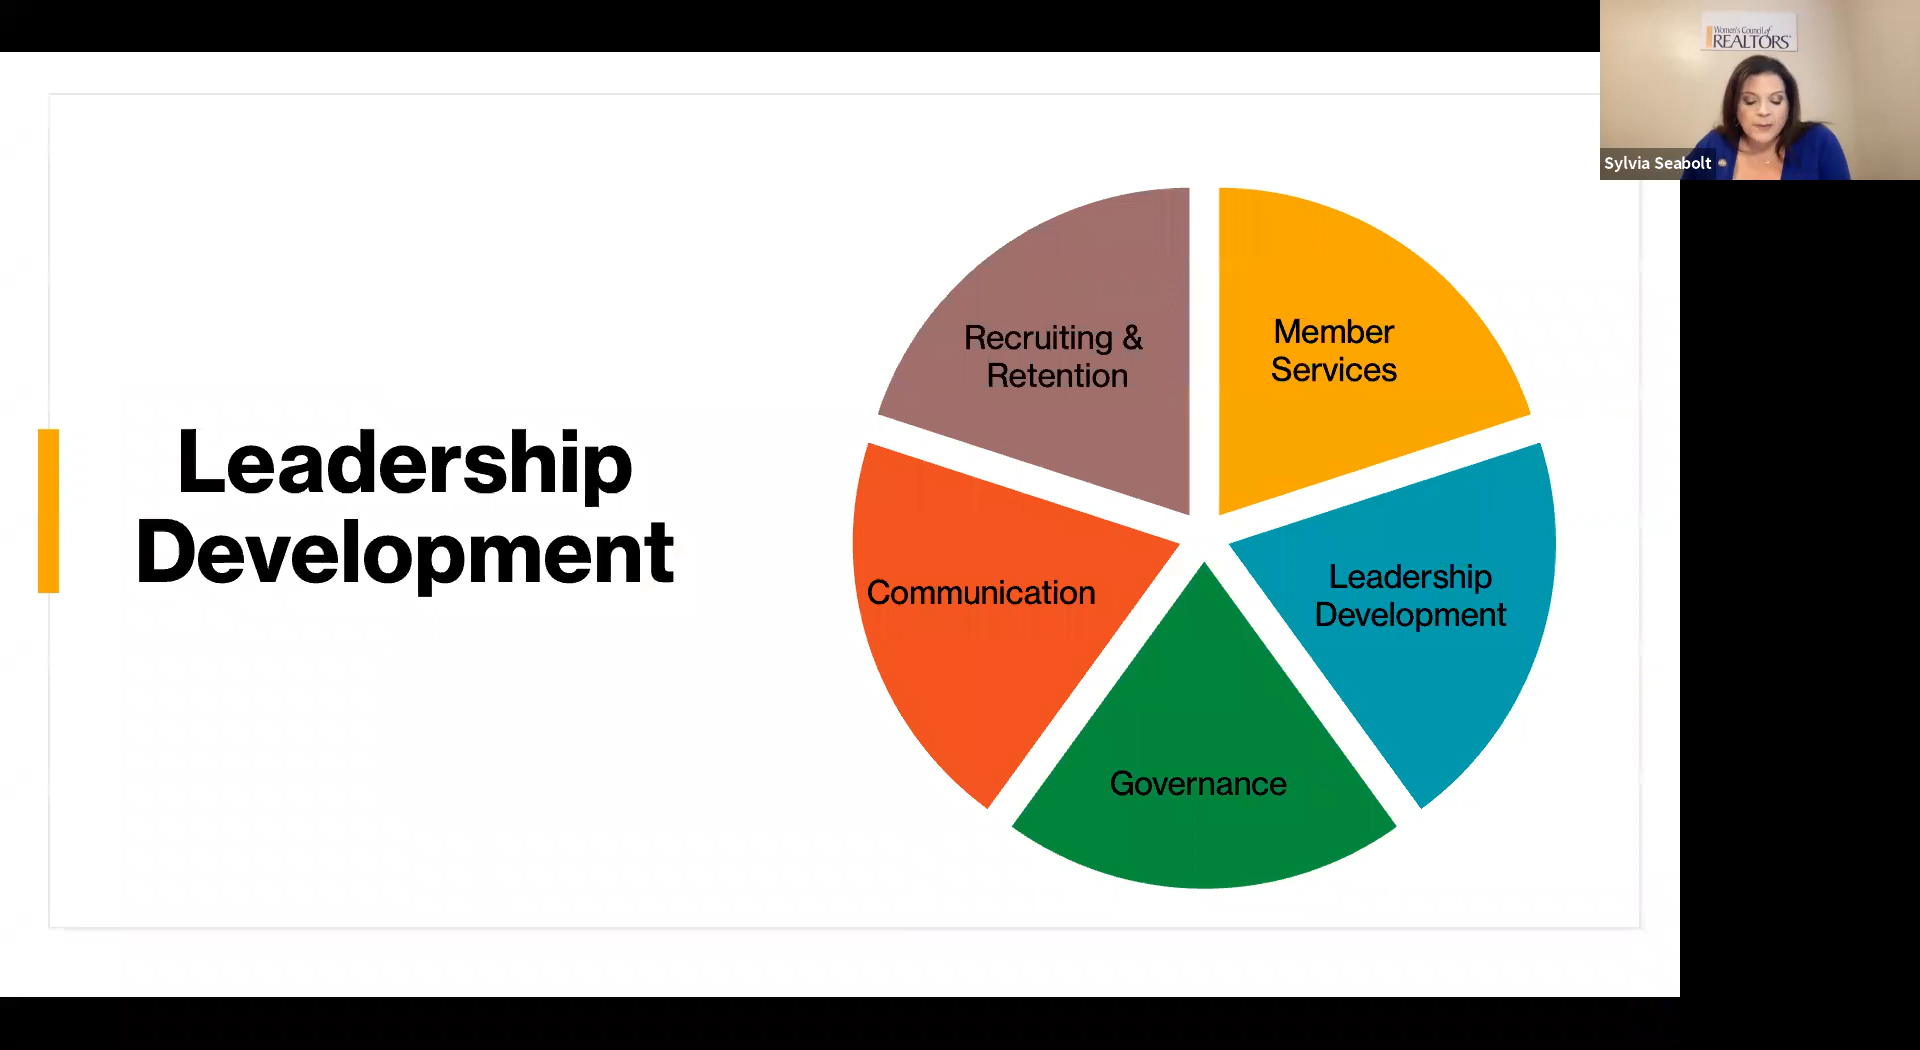 Women's Council of
REALTORS
Sylvia Seabolt
Leadership
Development
Recruiting &
Retention
Member
Services
Communication
Leadership
Development
Governance